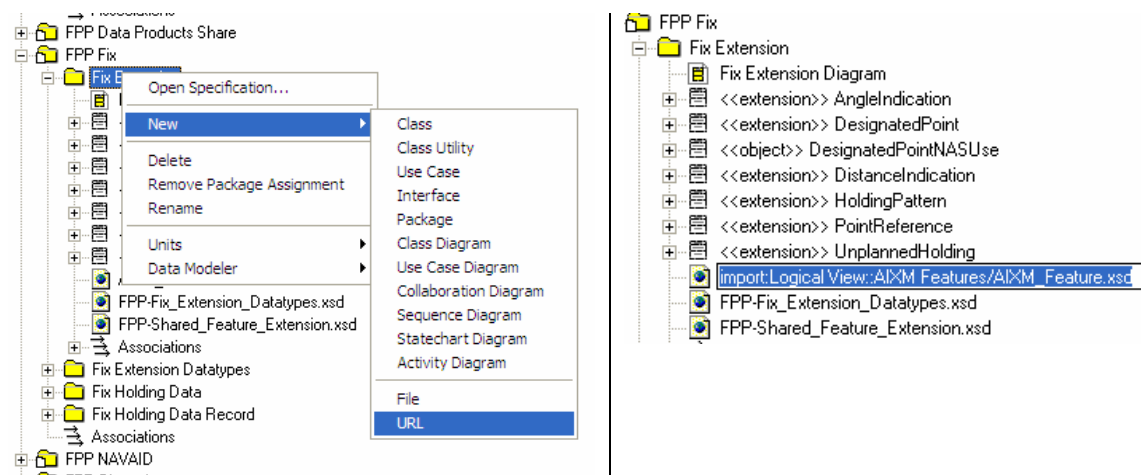 FPP Data Products Share
FPP Fix
Fix
Open Specification...
New
Delete
Remove Package Assignment
Rename
Units
Data Modeler
Class
Class Utility
Use Case
Interface
Package
Class Diagram
Use Case Diagram
Collaboration Diagram
Sequence Diagram
Statechart Diagram
Activity Diagram
File
URL
FPP-Fix_Extension_Datatypes.xsd
FPP-Shared_Feature_Extension.xsd
Associations
Fix Extension Datatypes
Fix Holding Data
Fix Holding Data Record
Associations
FPP NAVAID
FPP Fix
Fix Extension
Fix Extension Diagram
<<extension>> AngleIndication
<<extension>> DesignatedPoint
<<object>> DesignatedPointNASUse
<<extension>> DistanceIndication
<<extension>> HoldingPattern
<<extension>> PointReference
<<extension>> UnplannedHolding
import:Logical View::AIXM Features/AIXM_Feature.xsd
FPP-Fix_Extension_Datatypes.xsd
FPP-Shared_Feature_Extension.xsd